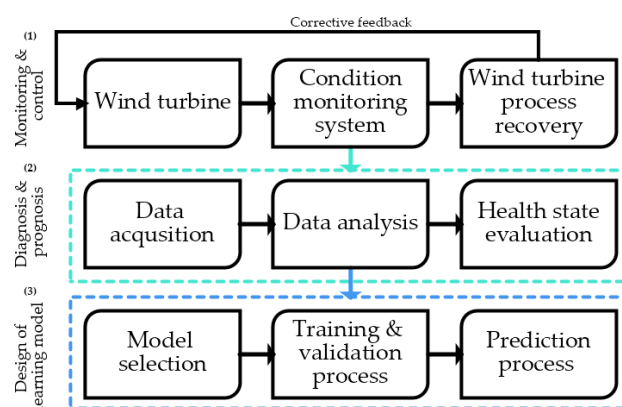 Corrective feedback
(1)
Monitoring &
control
Wind turbine
Condition
monitoring
system
Wind turbine
process
recovery
(2)
Diagnosis &
prognosis
Data
acqusition
Data analysis
Health state
evaluation
(3)
Design of
learning model
Model
selection
Training &
validation
process
Prediction
process